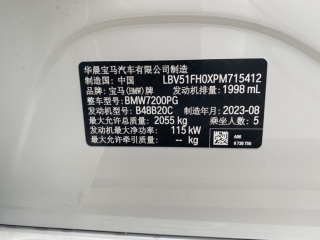 华晨宝马汽车有限公司制造
制造国: 中国 LBV51FH0XPM715412
品牌: 宝马(BMW)牌 发动机排量: 1998 mL
整车型号: BMW7200PG
发动机型号: B48B20C 制造年月: 2023-08
最大允许总质量: 2055 kg 乘坐人数: 5
发动机最大净功率: 115 kW
最大允许牵引质量: -- kg